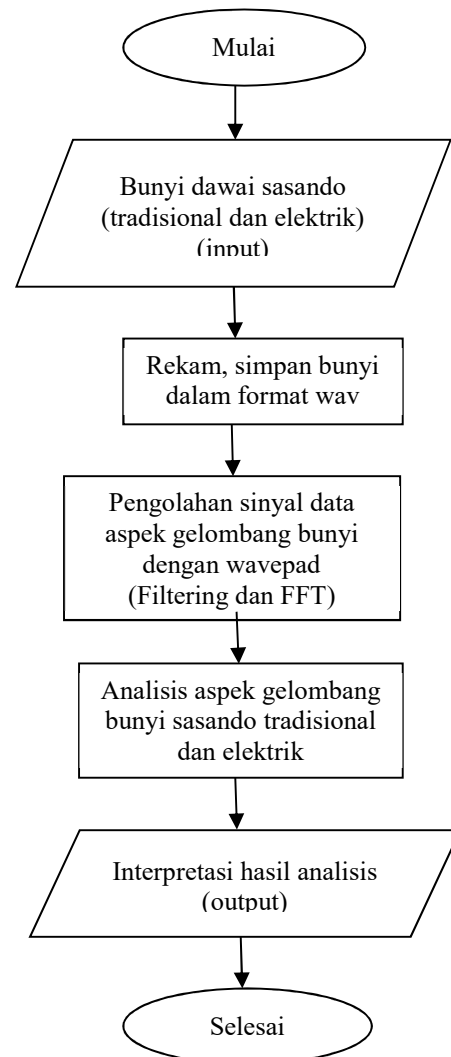 Mulai
Bunyi dawai sasando
(tradisional dan elektrik)
(input)
Rekam, simpan bunyi
dalam format wav
Pengolahan sinyal data
aspek gelombang bunyi
dengan wavepad
(Filtering dan FFT)
Analisis aspek gelombang
bunyi sasando tradisional
dan elektrik
Interpretasi hasil analisis
(output)
Selesai